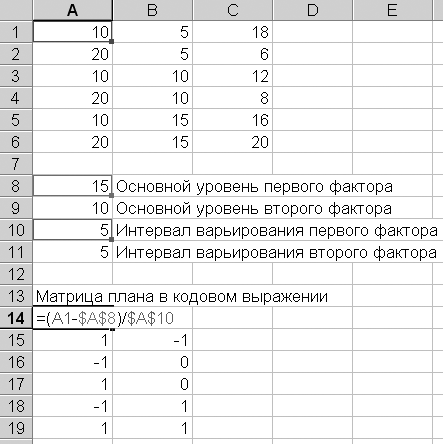 A B C D E
1 10 5 18
2 20 5 6
3 10 10 12
4 20 10 8
5 10 15 16
6 20 15 20
7
8 15 Основной уровень первого фактора
9 10 Основной уровень второго фактора
10 5 Интервал варьирования первого фактора
11 5 Интервал варьирования второго фактора
12
13 Матрица плана в кодовом выражении
14 =(A1-$A$8)/$A$10
15 1 -1
16 -1 0
17 1 0
18 -1 1
19 1 1